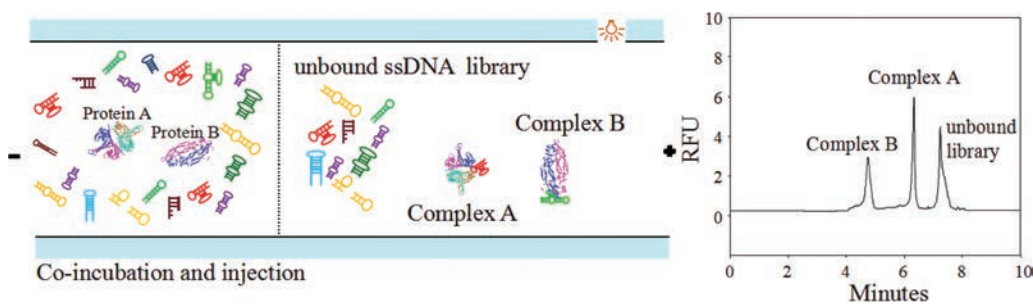 unbound ssDNA library
Protein A
Protein B
Complex B
Complex A
-
+
Co-incubation and injection
10
8
6
4
2
0
RFU
Complex A
Complex B
unbound
library
0 2 4 6 8 10
Minutes